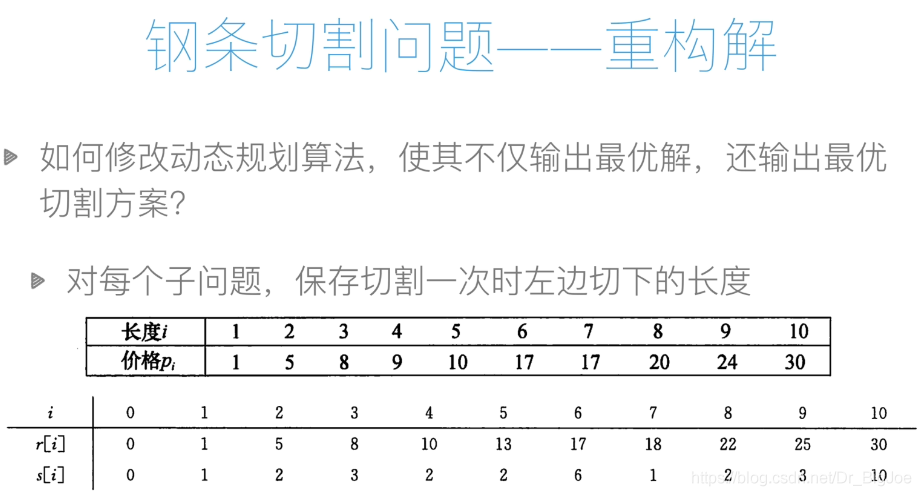 钢条切割问题——重构解
如何修改动态规划算法，使其不仅输出最优解，还输出最优
切割方案？
对每个子问题，保存切割一次时左边切下的长度
长度i 1 2 3 4 5 6 7 8 9 10
价格pᵢ 1 5 8 9 10 17 17 20 24 30
i 0 1 2 3 4 5 6 7 8 9 10
r[i] 0 1 5 8 10 13 17 18 22 25 30
s[i] 0 1 2 3 2 2 6 1 2 3 10
https://blog.csdn.net/Dr_BigJoe